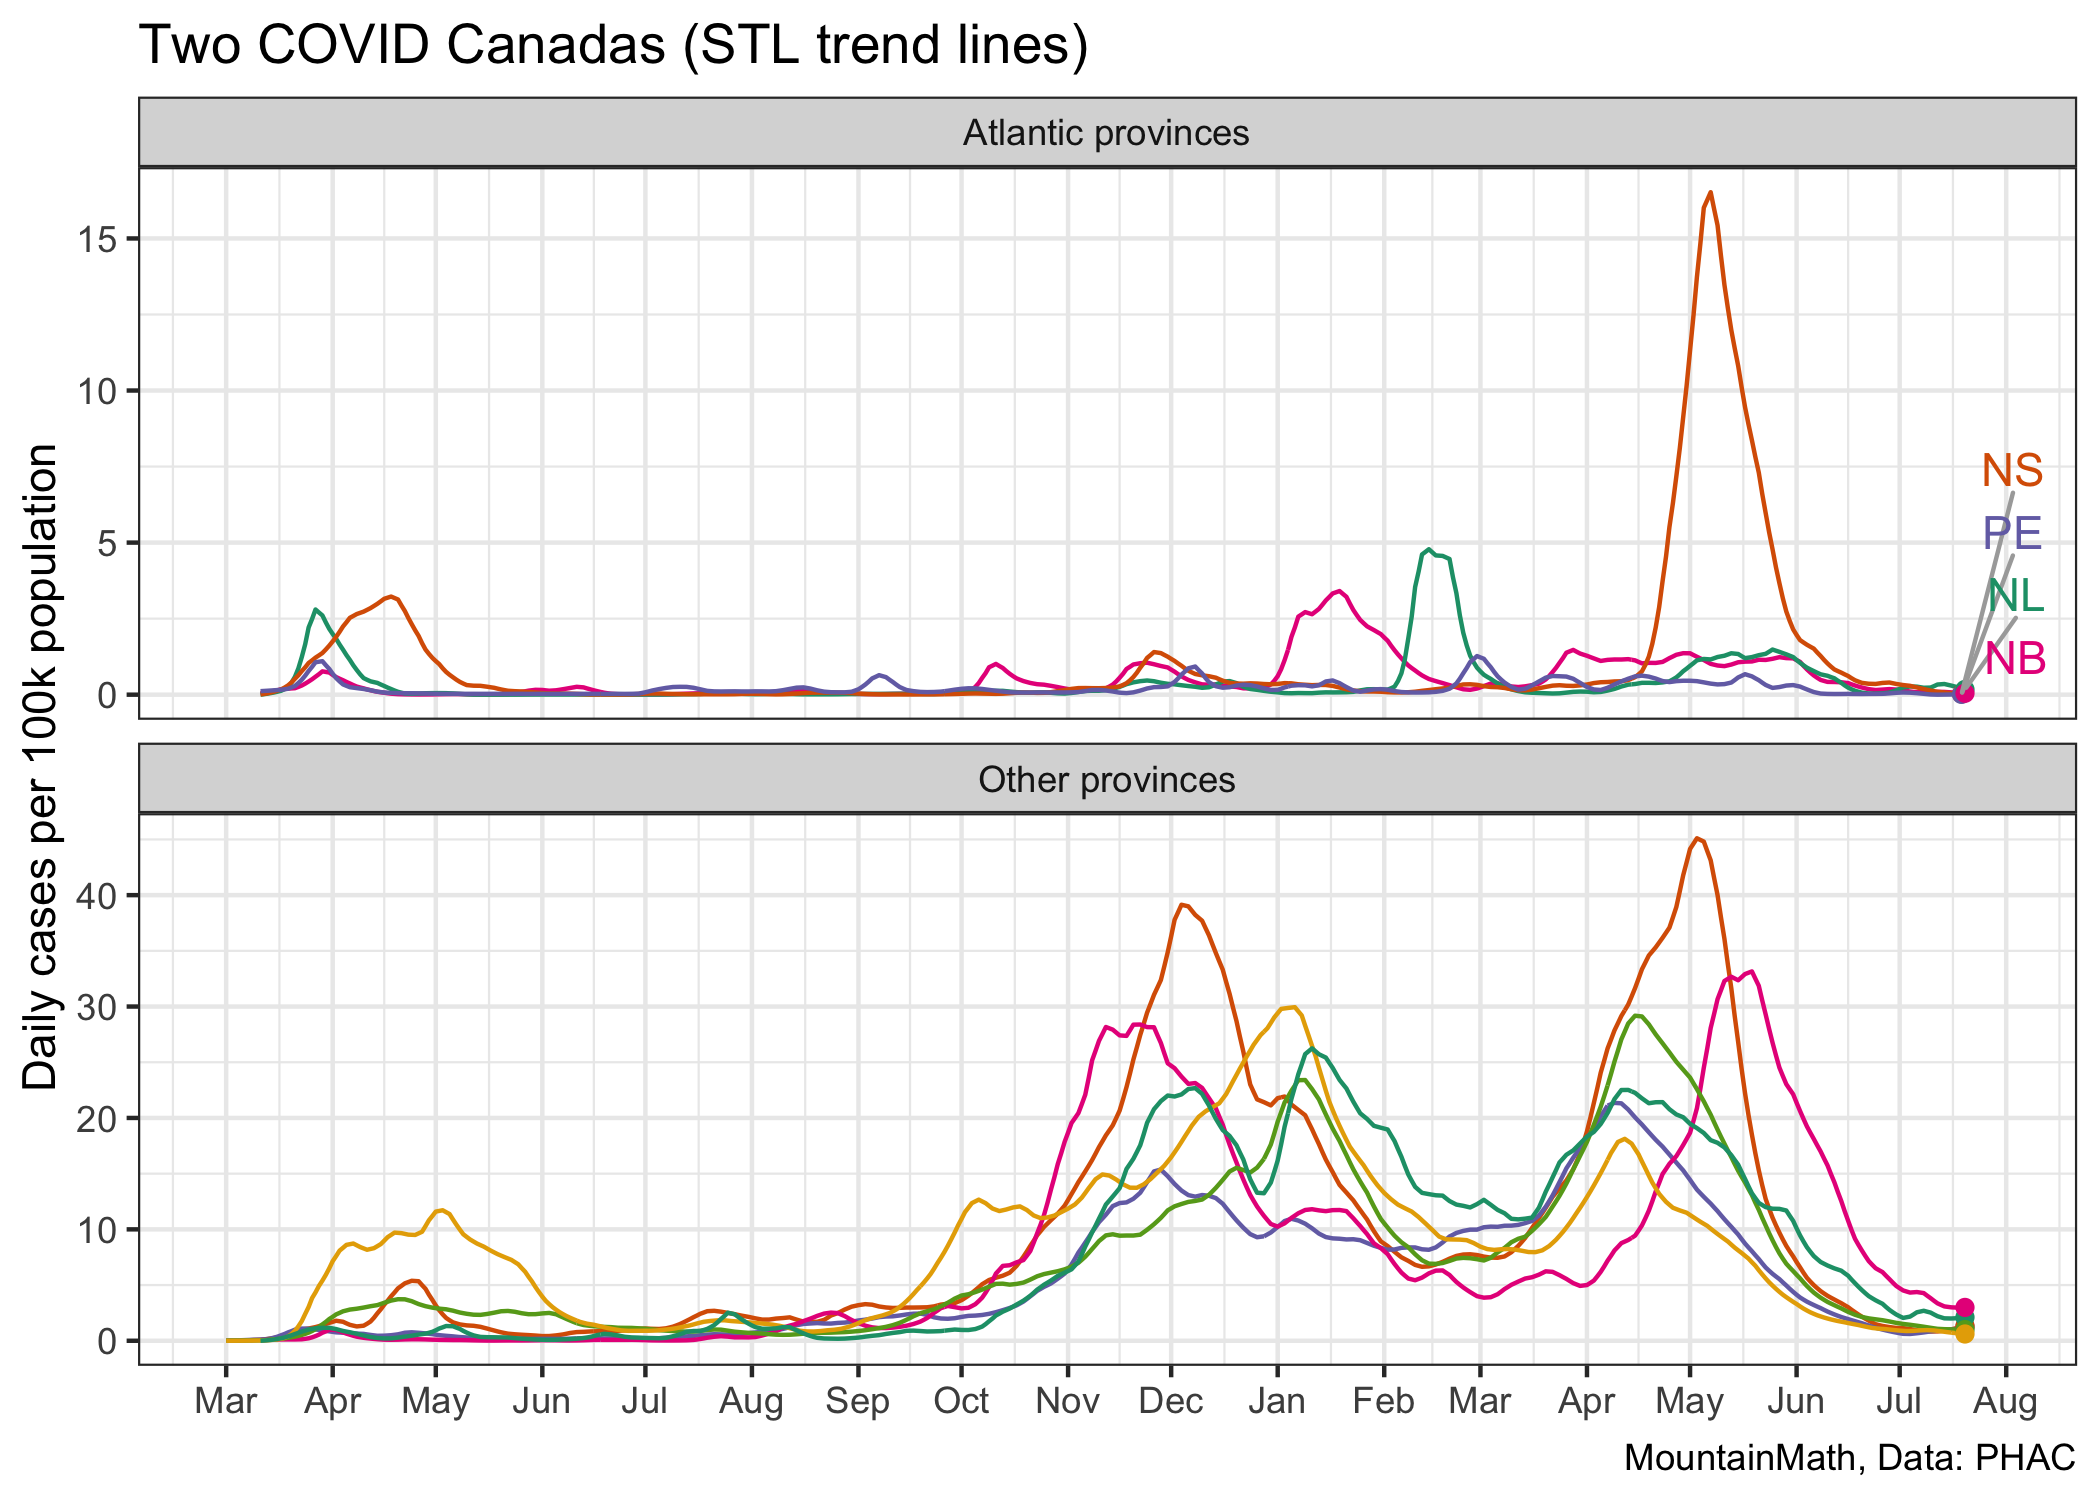 Two COVID Canadas (STL trend lines)
Atlantic provinces
15
10
5
0
NS
PE
NL
NB
Daily cases per 100k population
Other provinces
40
30
20
10
0
Mar Apr May Jun Jul Aug Sep Oct Nov Dec Jan Feb Mar Apr May Jun Jul Aug
MountainMath, Data: PHAC